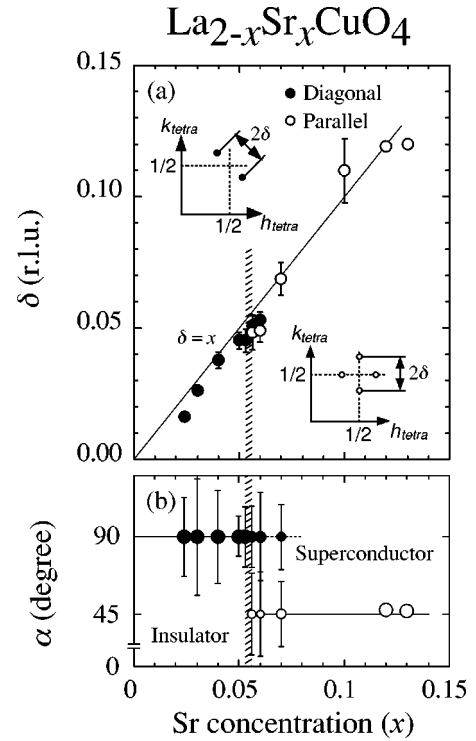 La2-xSrxCuO4
0.15
(a)
● Diagonal
○ Parallel
ktetra
2δ
1/2
htetra
1/2
0.10
δ (r.l.u.)
δ = x
0.05
ktetra
1/2
2δ
1/2
htetra
0.00
(b)
90
Superconductor
α (degree)
45
Insulator
0
0
0.05
0.1
0.15
Sr concentration (x)